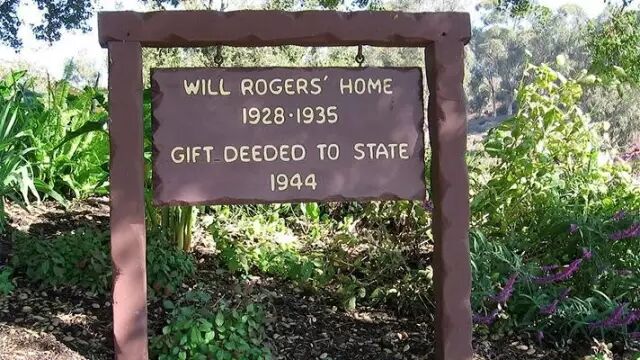 WILL ROGERS' HOME
1928·1935
GIFT DEEDED TO STATE
1944